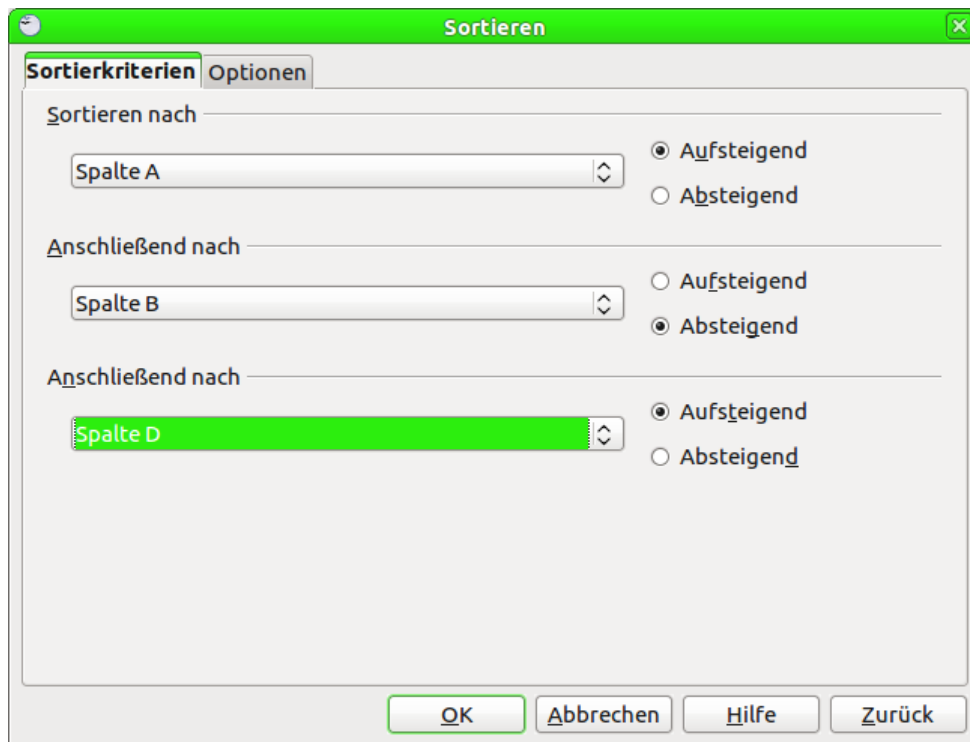 Sortieren
Sortierkriterien Optionen
Sortieren nach
Spalte A
Aufsteigend
Absteigend
Anschließend nach
Spalte B
Aufsteigend
Absteigend
Anschließend nach
Spalte D
Aufsteigend
Absteigend
OK Abbrechen Hilfe Zurück